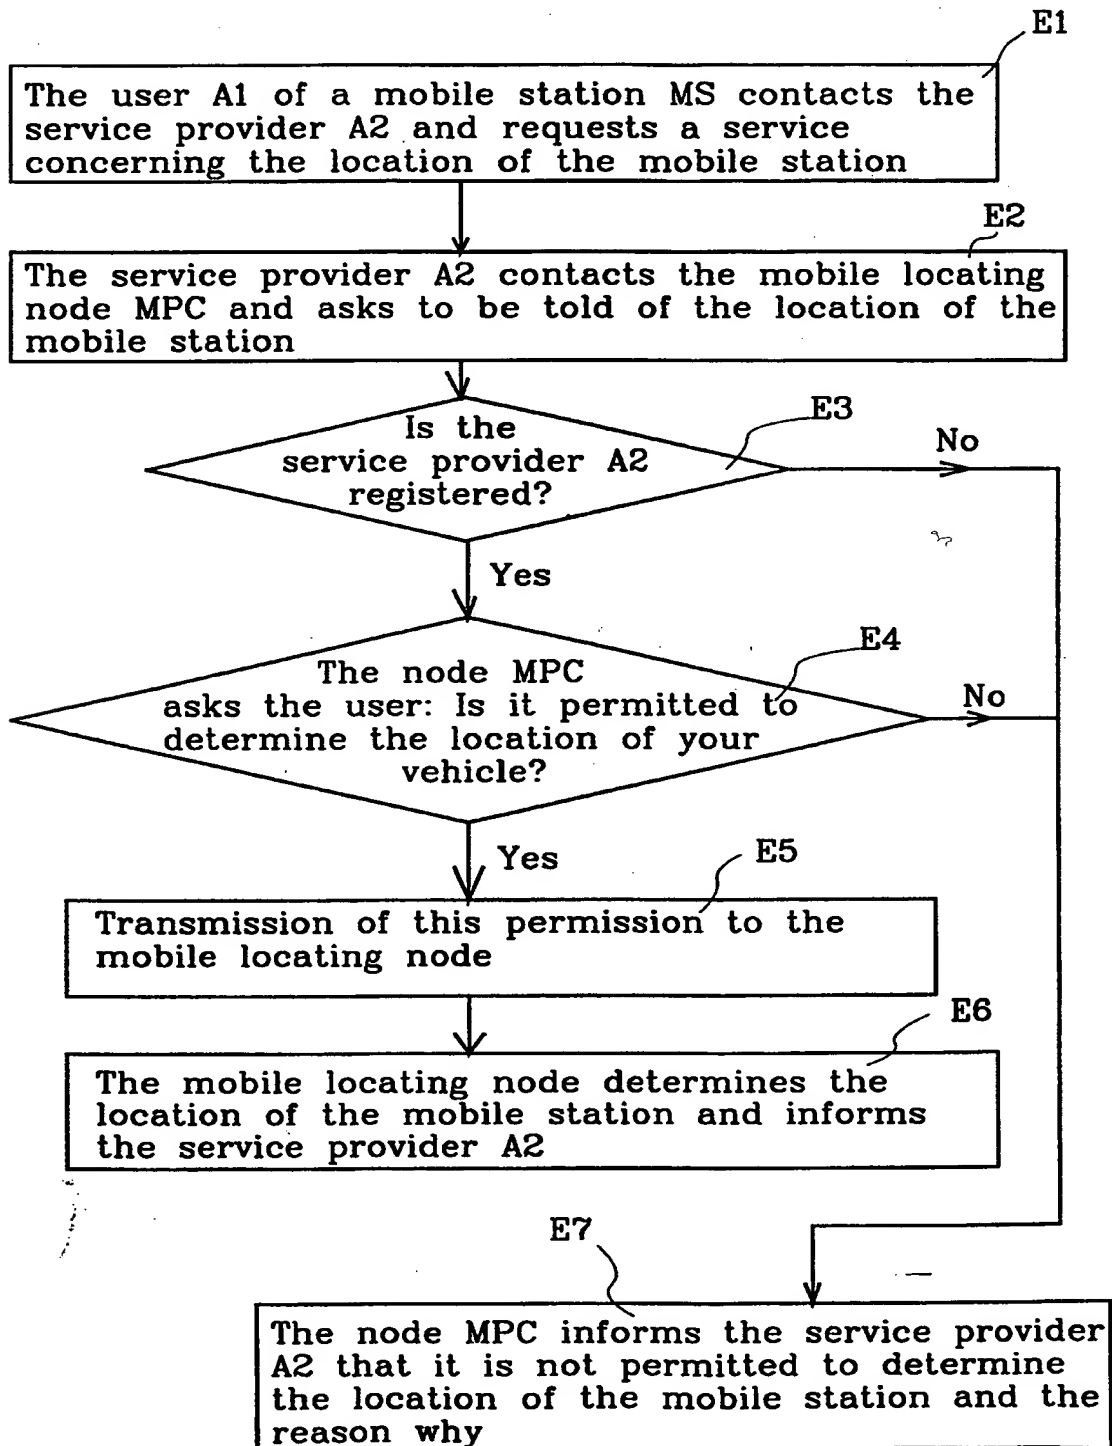 E1
The user A1 of a mobile station MS contacts the
service provider A2 and requests a service
concerning the location of the mobile station
E2
The service provider A2 contacts the mobile locating
node MPC and asks to be told of the location of the
mobile station
E3
Is the
service provider A2
registered?
No
Yes
E4
The node MPC
asks the user: Is it permitted to
determine the location of your
vehicle?
No
Yes
E5
Transmission of this permission to the
mobile locating node
E6
The mobile locating node determines the
location of the mobile station and informs
the service provider A2
E7
The node MPC informs the service provider
A2 that it is not permitted to determine
the location of the mobile station and the
reason why